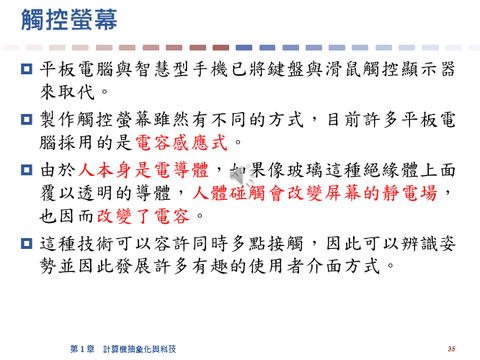 觸控螢幕
平板電腦與智慧型手機已將鍵盤與滑鼠觸控顯示器
來取代。
製作觸控螢幕雖然有不同的方式，目前許多平板電
腦採用的是電容感應式。
由於人本身是電導體，如果像玻璃這種絕緣體上面
覆以透明的導體，人體碰觸會改變屏幕的靜電場，
也因而改變了電容。
這種技術可以容許同時多點接觸，因此可以辨識姿
勢並因此發展許多有趣的使用者介面方式。
第 1 章 計算機抽象化與科技
35